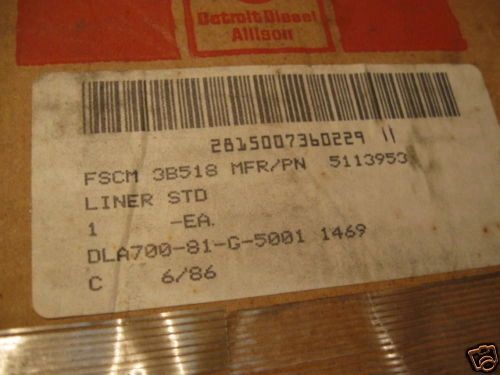 Detroit Diesel
Allison
2815007360229 11
FSCM 3B518 MFR/PN 5113953
LINER STD
1 -EA.
DLA700-81-G-5001 1469
C 6/86